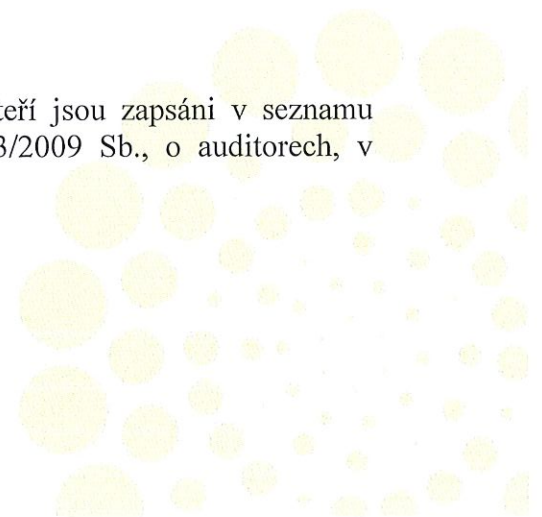 teří jsou zapsáni v seznamu
3/2009 Sb., o auditorech, v